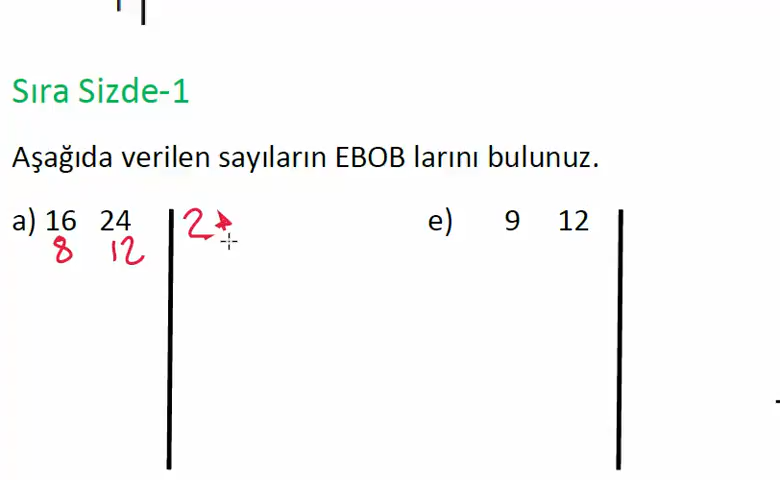 Sıra Sizde-1
Aşağıda verilen sayıların EBOB larını bulunuz.
a) 16 24 2
8 12
e) 9 12